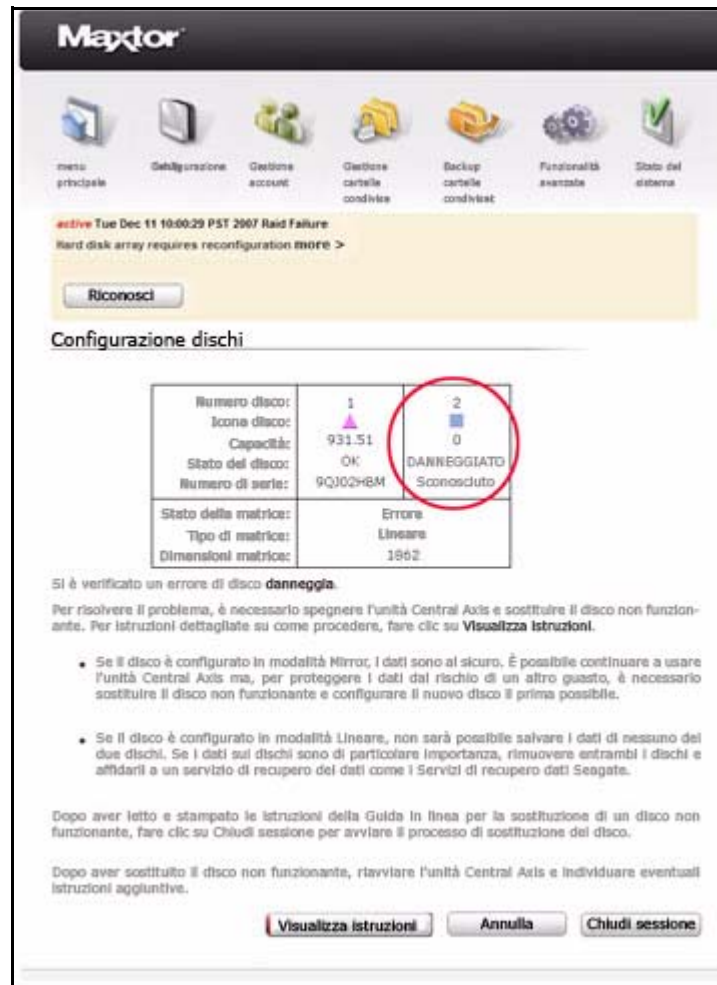 Maxtor
menu principale
Configurazione
Gestione account
Gestione cartelle condivise
Backup cartelle condiviset
Funzionalità avanzate
Stato del sistema
active Tue Dec 11 10:00:29 PST 2007 Raid Failure
Hard disk array requires reconfiguration more >
Riconosci
Configurazione dischi
Numero disco: 1 2
Icona disco:
Capacità: 931.51 0
Stato del disco: OK DANNEGGIATO
Numero di serie: 9QJ02HBM Sconosciuto
Stato della matrice: Errore
Tipo di matrice: Lineare
Dimensioni matrice: 1862
Si è verificato un errore di disco danneggia.
Per risolvere il problema, è necessario spegnere l'unità Central Axis e sostituire il disco non funzion-
ante. Per istruzioni dettagliate su come procedere, fare clic su Visualizza istruzioni.
• Se il disco è configurato in modalità Mirror, i dati sono al sicuro. È possibile continuare a usare
l'unità Central Axis ma, per proteggere i dati dal rischio di un altro guasto, è necessario
sostituire il disco non funzionante e configurare il nuovo disco il prima possibile.
• Se il disco è configurato in modalità Lineare, non sarà possibile salvare i dati di nessuno dei
due dischi. Se i dati sui dischi sono di particolare importanza, rimuovere entrambi i dischi e
affidarli a un servizio di recupero dei dati come i Servizi di recupero dati Seagate.
Dopo aver letto e stampato le istruzioni della Guida in linea per la sostituzione di un disco non
funzionante, fare clic su Chiudi sessione per avviare il processo di sostituzione del disco.
Dopo aver sostituito il disco non funzionante, riavviare l'unità Central Axis e individuare eventuali
istruzioni aggiuntive.
Visualizza istruzioni
Annulla
Chiudi sessione